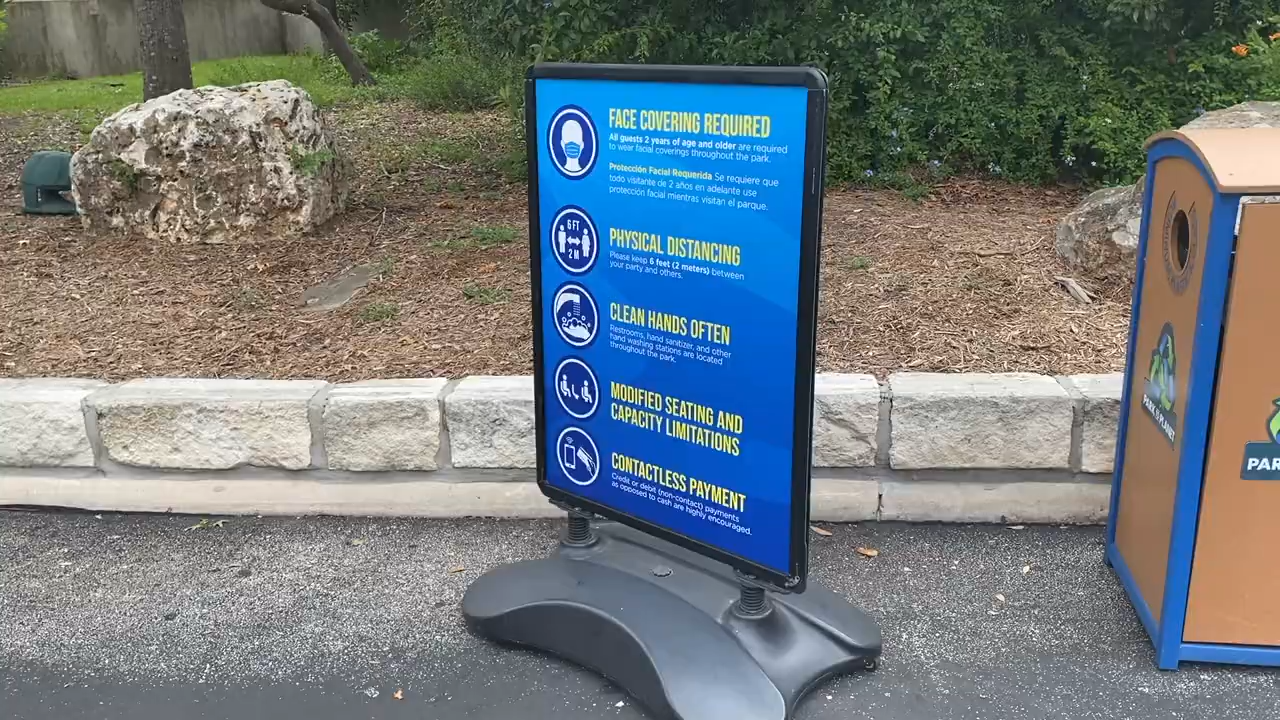 FACE COVERING REQUIRED
All guests 2 years of age and older are required
to wear facial coverings throughout the park.
Protección Facial Requerida Se requiere que
todo visitante de 2 años en adelante use
protección facial mientras visitan el parque.
6 FT
2 M
PHYSICAL DISTANCING
Please keep 6 feet (2 meters) between
your party and others.
CLEAN HANDS OFTEN
Restrooms, hand sanitizer, and other
hand washing stations are located
throughout the park.
MODIFIED SEATING AND
CAPACITY LIMITATIONS
CONTACTLESS PAYMENT
Credit or debit (non-contact) payments
as opposed to cash are highly encouraged.
PARK TO PLANET
PAR